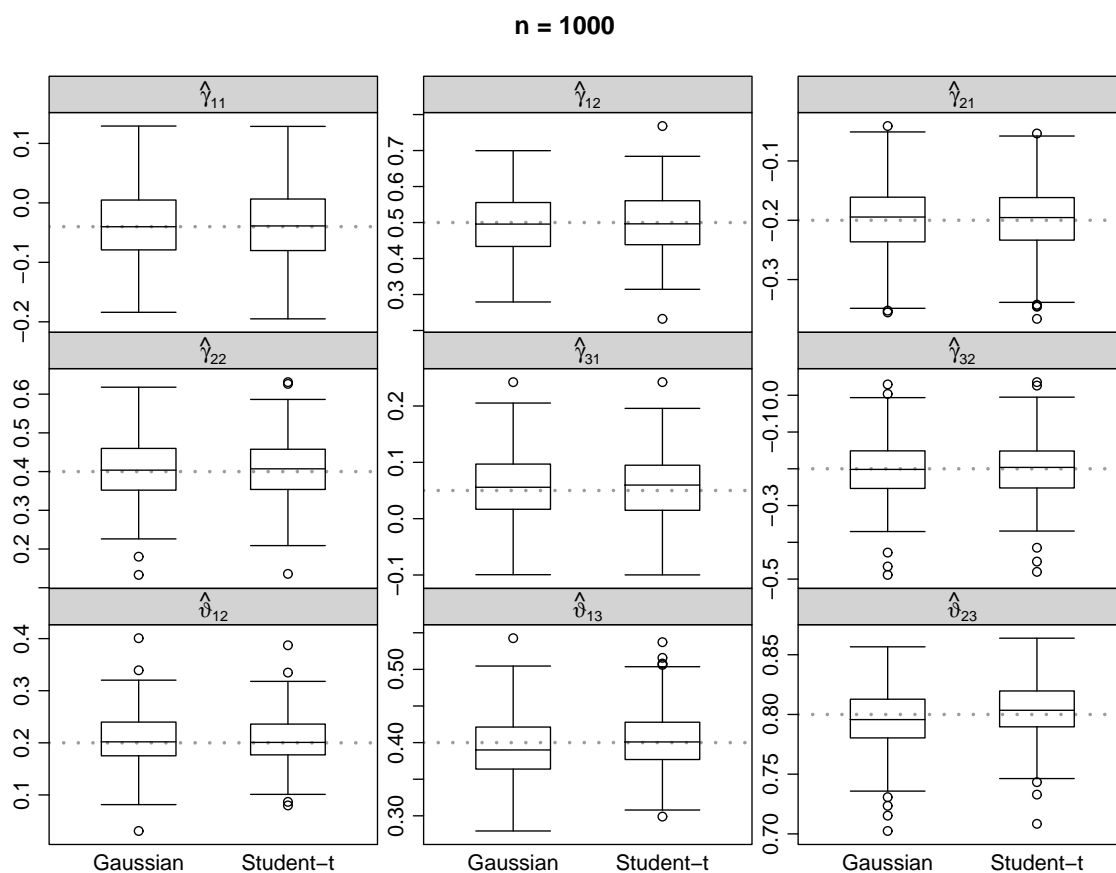 n = 1000
γ̂11 γ̂12 γ̂21
0.1 0.0 −0.1 −0.2
0.7 0.6 0.5 0.4 0.3
−0.1 −0.2 −0.3
γ̂22 γ̂31 γ̂32
0.6 0.5 0.4 0.3 0.2
0.2 0.1 0.0 −0.1
0.0 −0.1 −0.3 −0.5
ϑ̂12 ϑ̂13 ϑ̂23
0.4 0.3 0.2 0.1
0.50 0.40 0.30
0.85 0.80 0.75 0.70
Gaussian Student−t Gaussian Student−t Gaussian Student−t